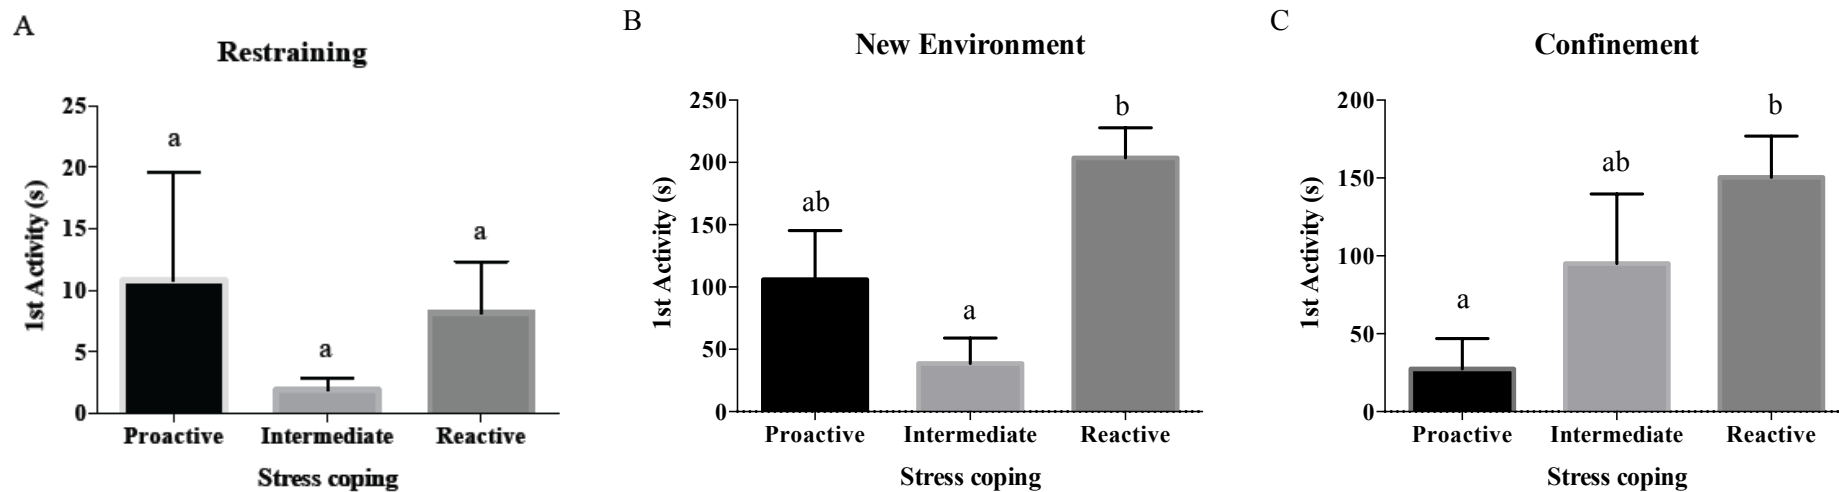 A
Restraining
25
20
15
10
5
0
1st Activity (s)
a
a
a
Proactive Intermediate Reactive
Stress coping
B
New Environment
250
200
150
100
50
0
1st Activity (s)
ab
a
b
Proactive Intermediate Reactive
Stress coping
C
Confinement
200
150
100
50
0
1st Activity (s)
a
ab
b
Proactive Intermediate Reactive
Stress coping